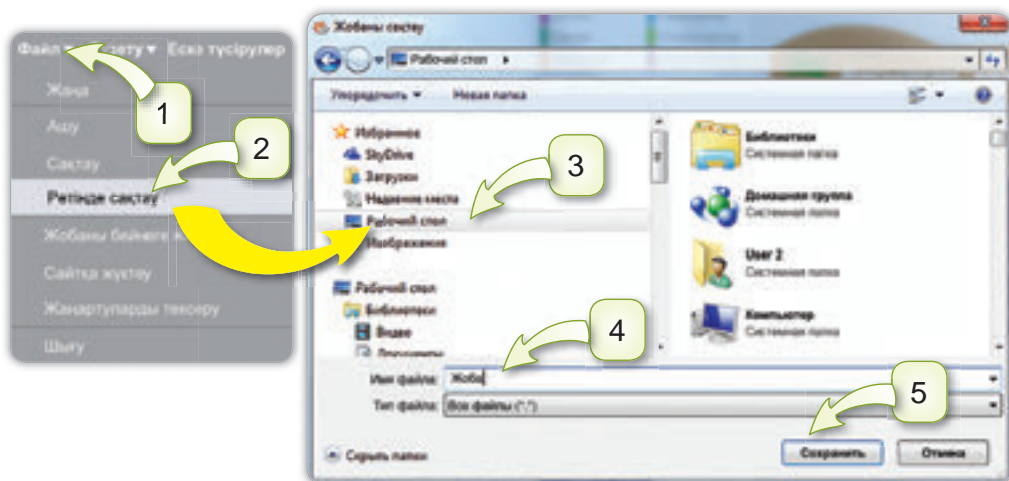 Файл ▾ ету ▾ Еске түсірулер
Жаңа
Ашу
Сақтау
Ретінде сақтау
Жобаны бейнеге
Сайтқа жүктеу
Жаңартуларды тексеру
Шығу
1
2
Жобаны сақтау
Рабочий стол
Упорядочить ▾ Новая папка
Избранное
SkyDrive
Загрузки
Недавние места
Рабочий стол
Изображения
3
Рабочий стол
Библиотеки
Видео
Документы
Библиотеки
Системная папка
Домашняя группа
Системная папка
User 2
Системная папка
Компьютер
Системная папка
4
Имя файла: Жоба
Тип файла: Все файлы (*.*)
5
Скрыть папки
Сохранить Отмена